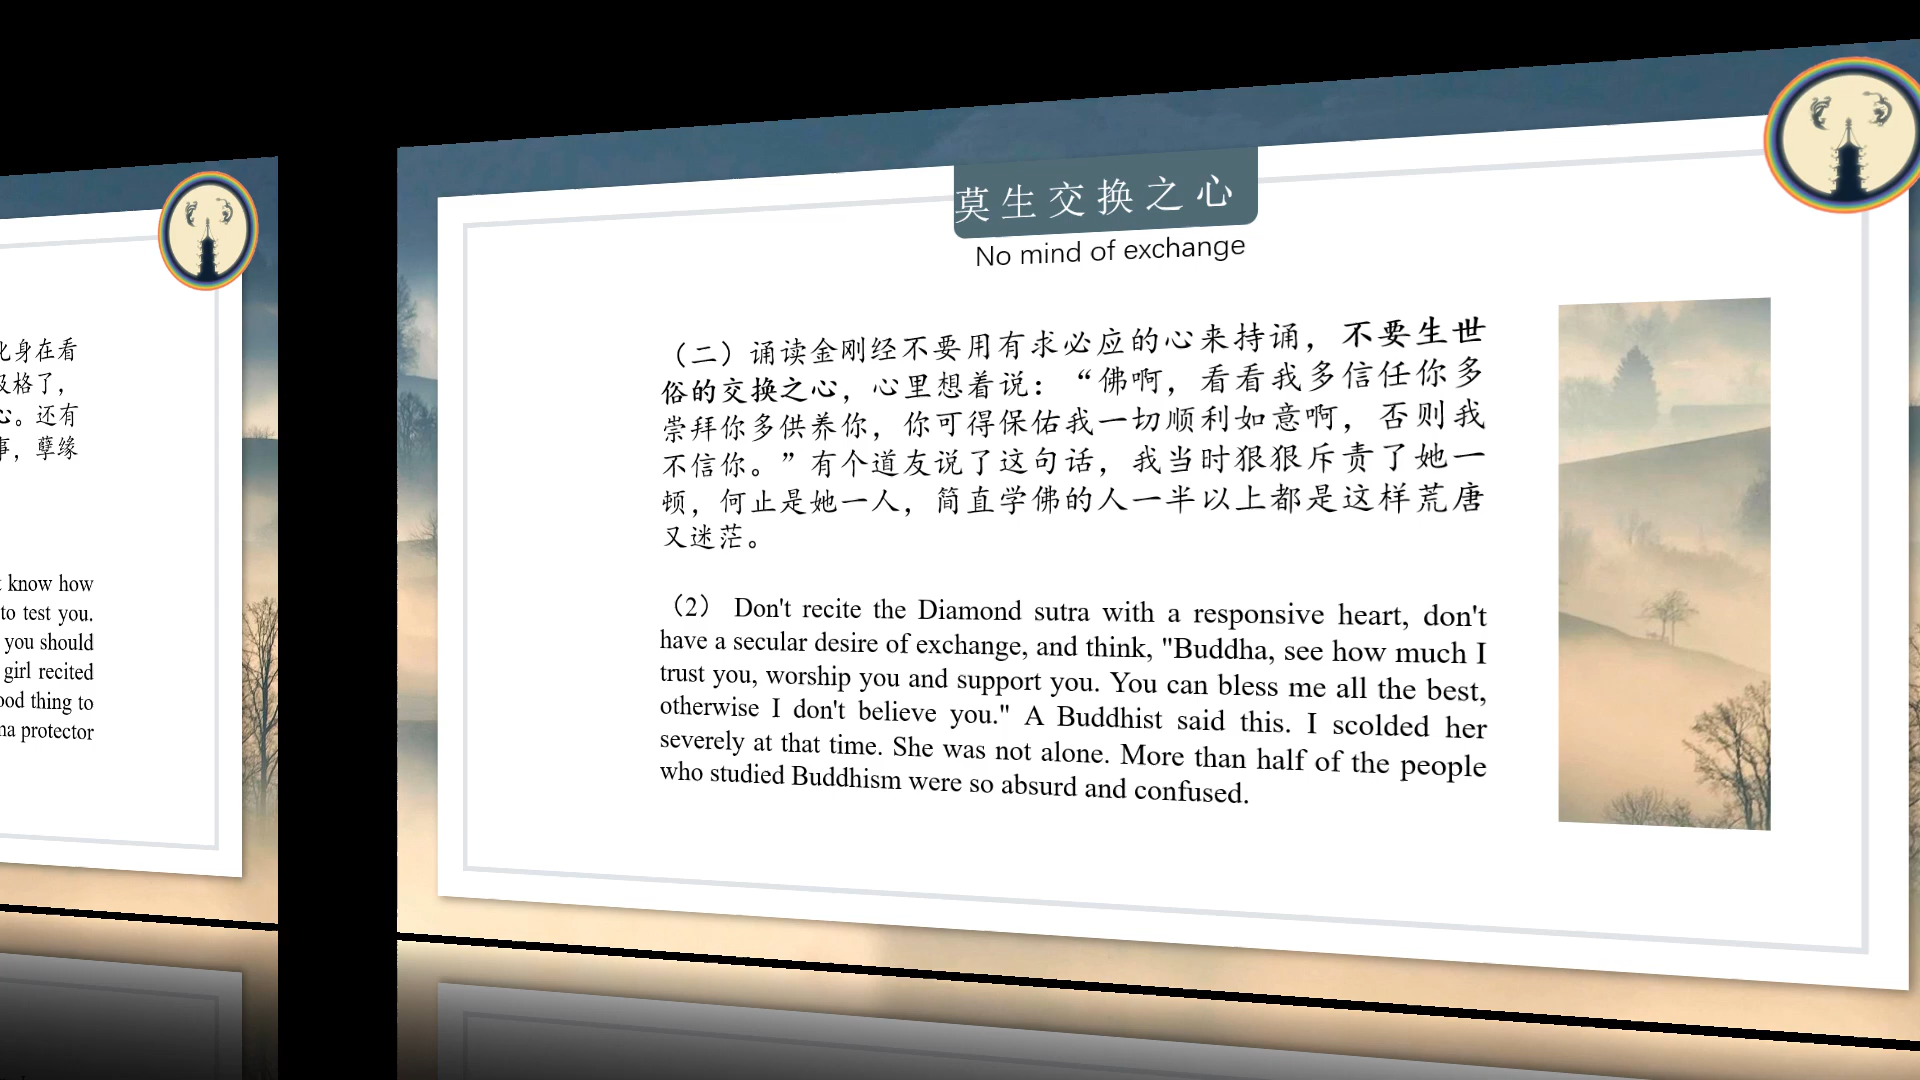 化身在看
及格了，
心。还有
事，孽缘
t know how
to test you.
you should
girl recited
ood thing to
ma protector
莫生交换之心
No mind of exchange
（二）诵读金刚经不要用有求必应的心来持诵，不要生世
俗的交换之心，心里想着说：“佛啊，看看我多信任你多
崇拜你多供养你，你可得保佑我一切顺利如意啊，否则我
不信你。”有个道友说了这句话，我当时狠狠斥责了她一
顿，何止是她一人，简直学佛的人一半以上都是这样荒唐
又迷茫。
（2） Don't recite the Diamond sutra with a responsive heart, don't
have a secular desire of exchange, and think, "Buddha, see how much I
trust you, worship you and support you. You can bless me all the best,
otherwise I don't believe you." A Buddhist said this. I scolded her
severely at that time. She was not alone. More than half of the people
who studied Buddhism were so absurd and confused.